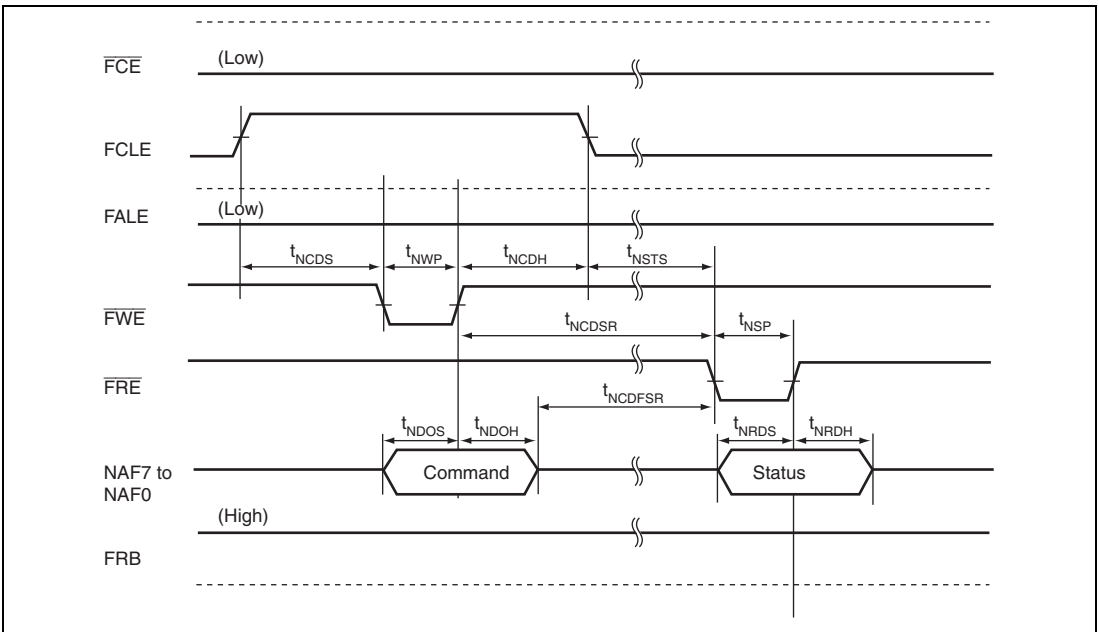 FCE (Low)
FCLE
FALE (Low)
tNCDS tNWP tNCDH tNSTS
FWE
tNCDSR tNSP
FRE
tNCDFSR
tNDOS tNDOH tNRDS tNRDH
NAF7 to
NAF0
Command Status
(High)
FRB